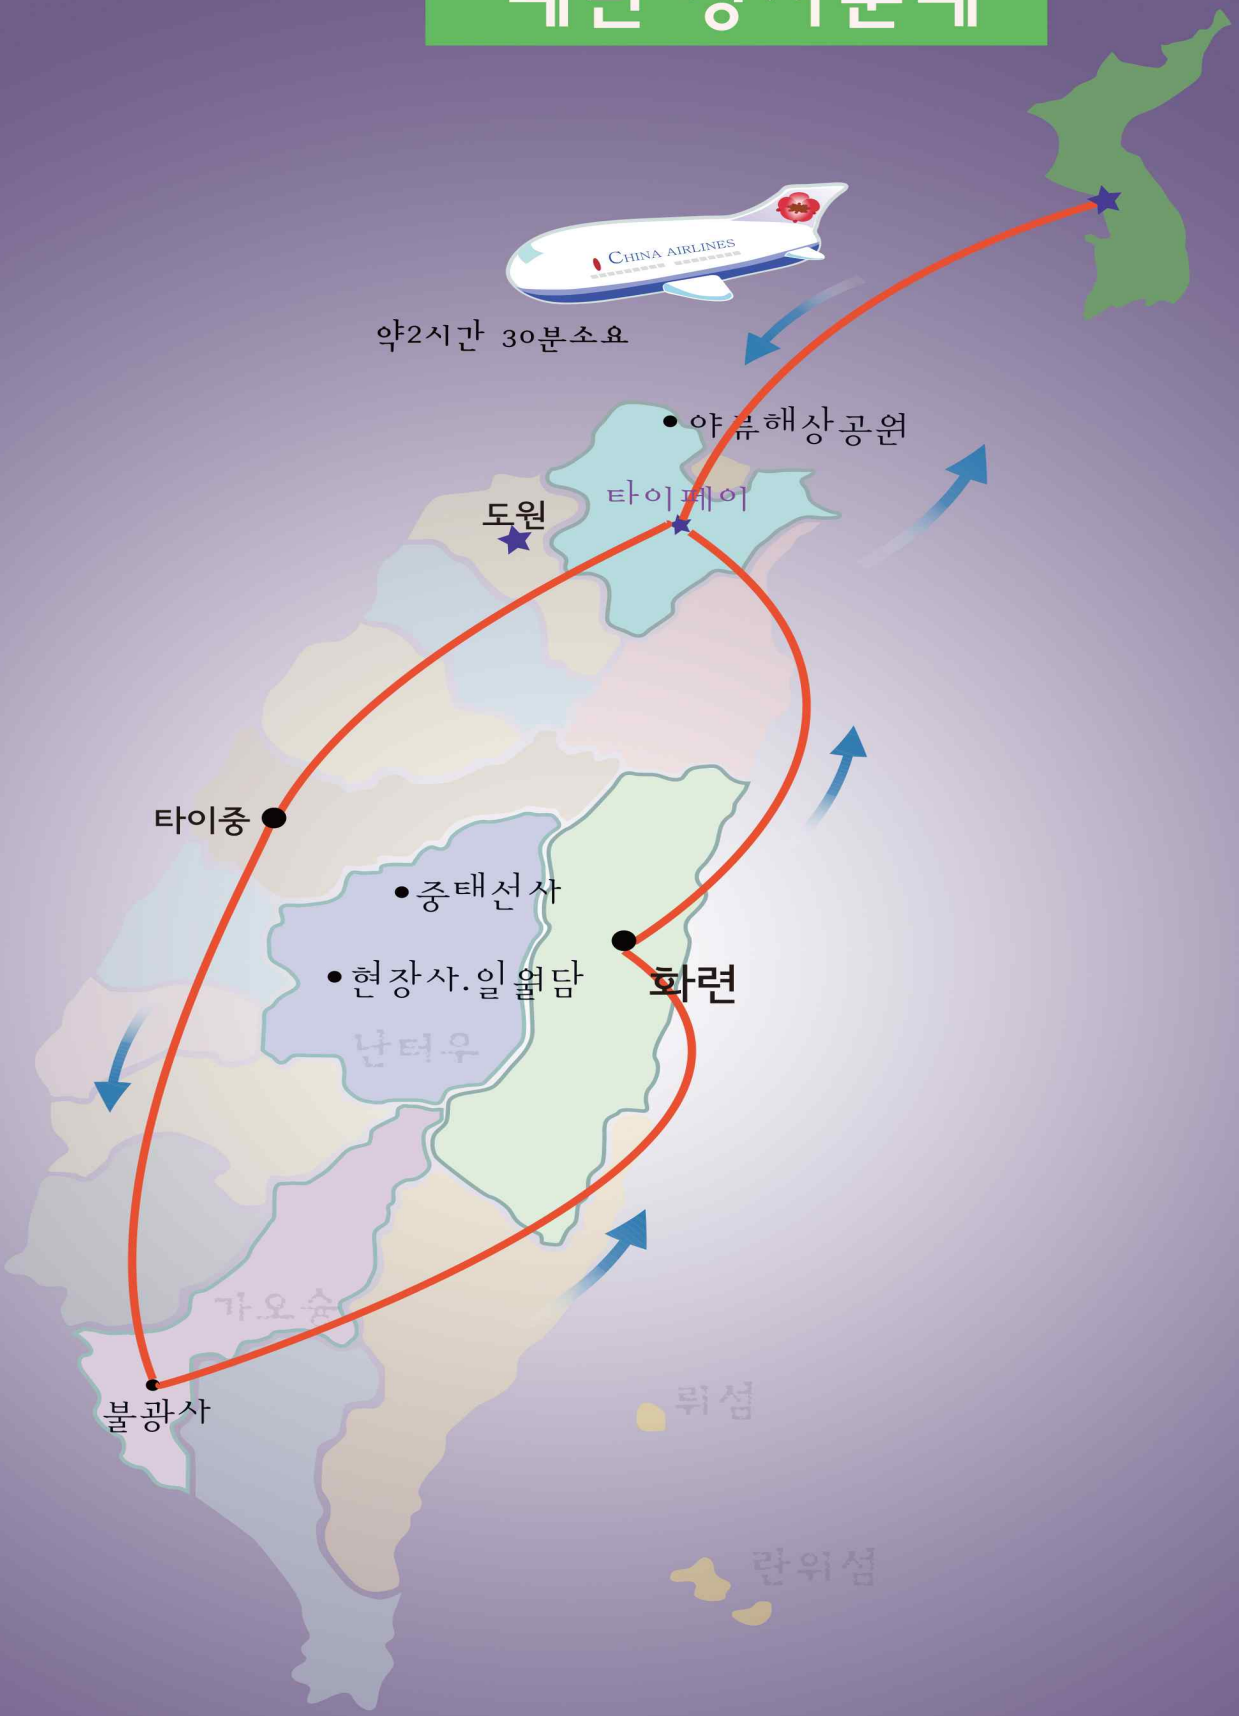 CHINA AIRLINES
약2시간 30분소요
야류해상공원
타이페이
도원
타이중
중태선사
현장사.일월담
화련
난터우
가오슝
불광사
뤼섬
란위섬